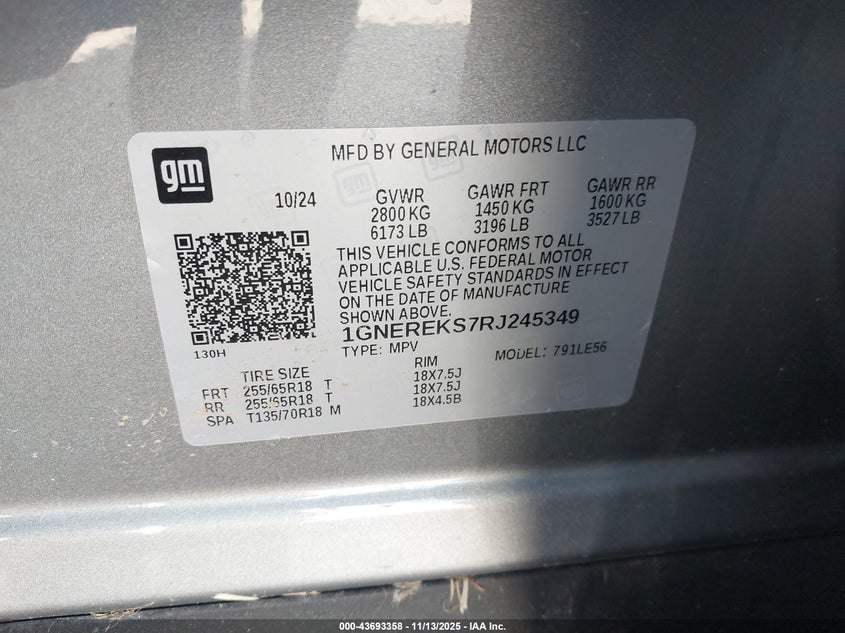 gm
MFD BY GENERAL MOTORS LLC
10/24
GVWR GAWR FRT GAWR RR
2800 KG 1450 KG 1600 KG
6173 LB 3196 LB 3527 LB
THIS VEHICLE CONFORMS TO ALL
APPLICABLE U.S. FEDERAL MOTOR
VEHICLE SAFETY STANDARDS IN EFFECT
ON THE DATE OF MANUFACTURE
SHOWN ABOVE.
1GNEREKS7RJ245349
130H
TYPE: MPV MODEL: 791LE56
TIRE SIZE RIM
FRT 255/65R18 T 18X7.5J
RR 255/65R18 T 18X7.5J
SPA T135/70R18 M 18X4.5B
000-43693358 - 11/13/2025 - IAA Inc.